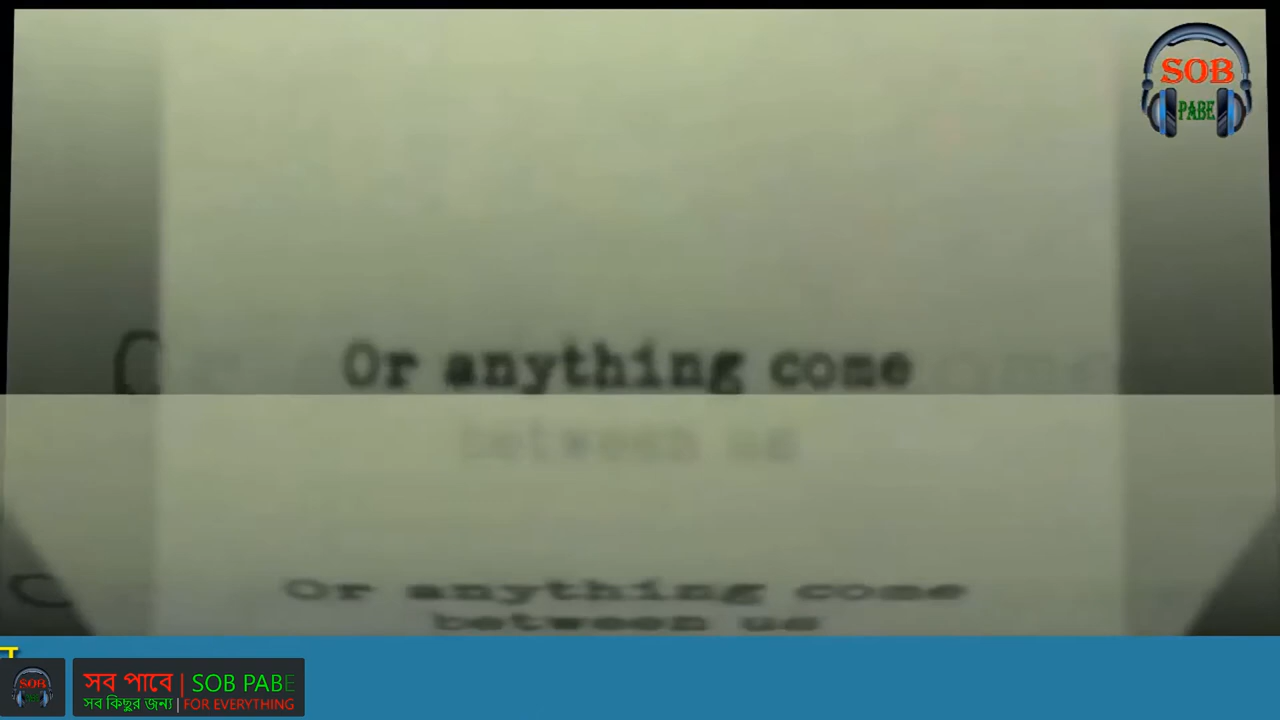 SOB
PABE
Or anything come
between us
Or anything come
between us
T
SOB
সব পাবে | SOB PABE
সব কিছুর জন্য | FOR EVERYTHING